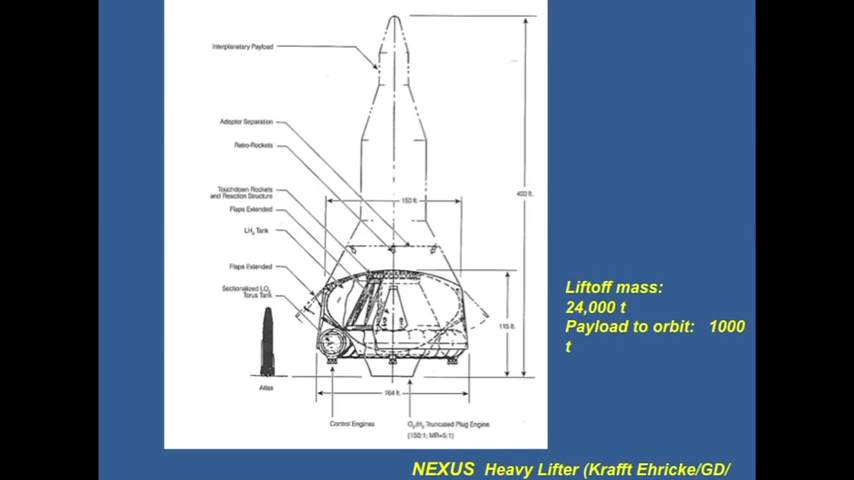 Interplanetary Payload
Adapter Separation
Retro-Rockets
Touchdown Rockets
and Reaction Structure
Flaps Extended
LH₂ Tank
Flaps Extended
Sectionalized LO₂
Torus Tank
Atlas
150 ft.
400 ft.
115 ft.
164 ft.
Control Engines
O₂/H₂ Truncated Plug Engine
(150:1; MR=5:1)
Liftoff mass:
24,000 t
Payload to orbit: 1000
t
NEXUS Heavy Lifter (Krafft Ehricke/GD/